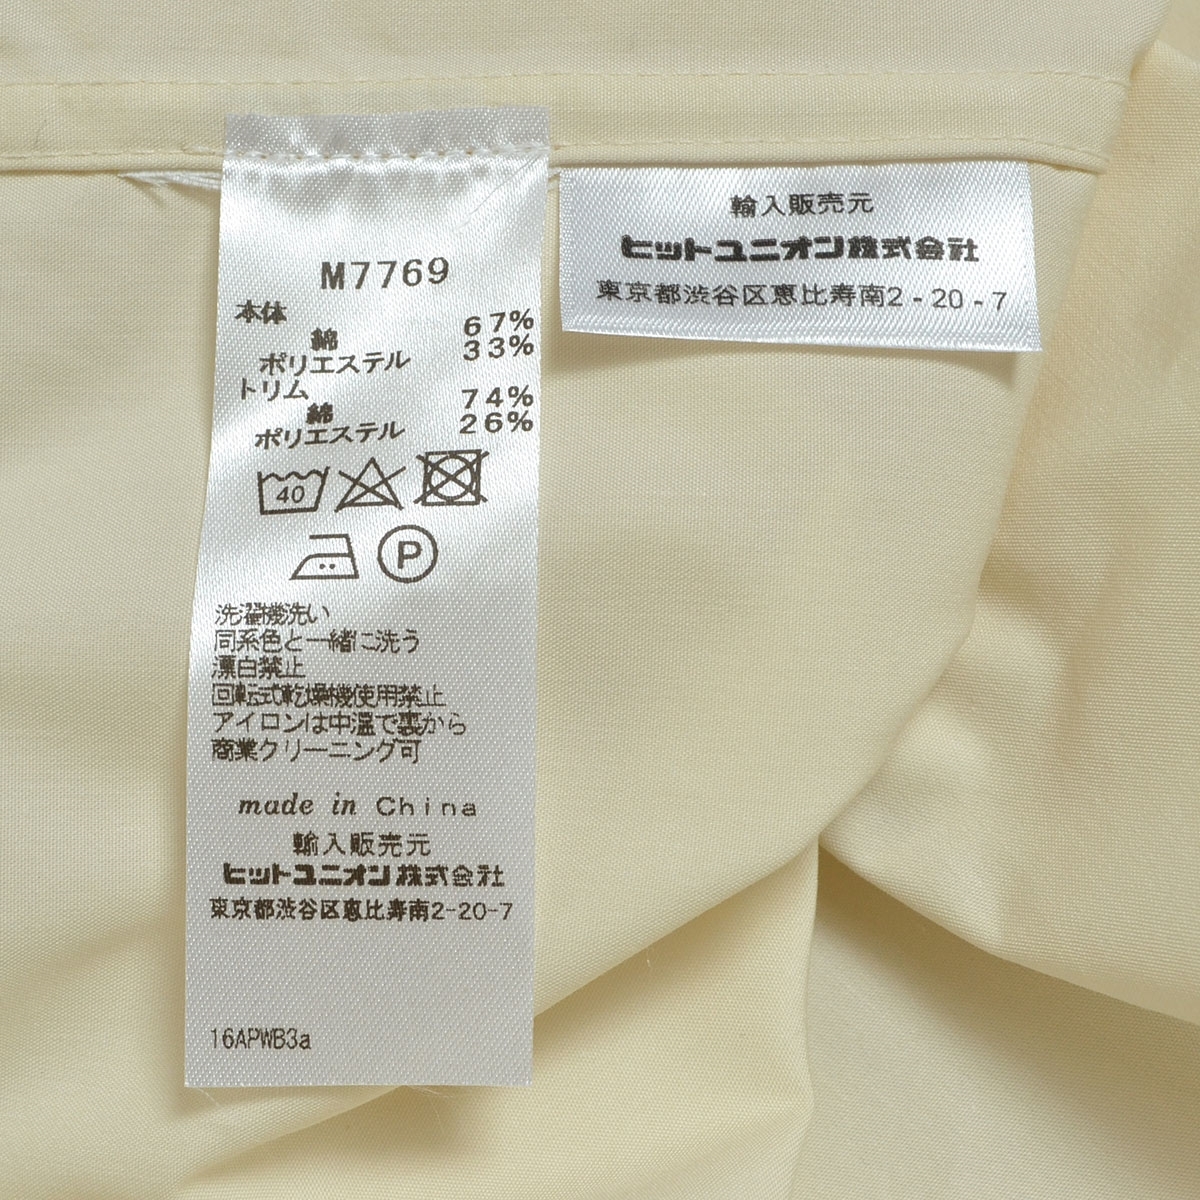 M7769
本体
綿 67%
ポリエステル 33%
トリム
綿 74%
ポリエステル 26%
40
P
洗濯機洗い
同系色と一緒に洗う
漂白禁止
回転式乾燥機使用禁止
アイロンは中温で裏から
商業クリーニング可
made in China
輸入販売元
ヒットユニオン株式会社
東京都渋谷区恵比寿南2-20-7
16APWB3a
輸入販売元
ヒットユニオン株式会社
東京都渋谷区恵比寿南2-20-7